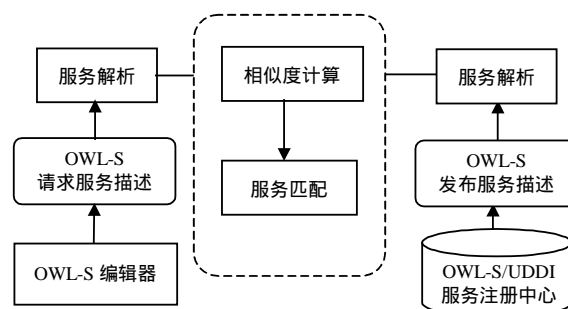 服务解析
相似度计算
服务解析
OWL-S
请求服务描述
服务匹配
OWL-S
发布服务描述
OWL-S 编辑器
OWL-S/UDDI
服务注册中心